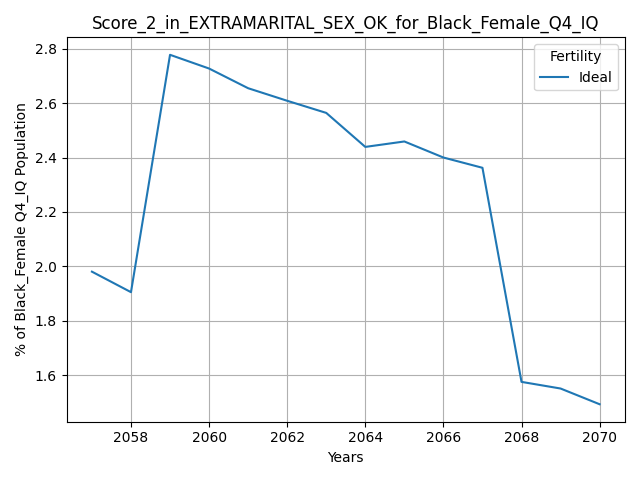 Score_2_in_EXTRAMARITAL_SEX_OK_for_Black_Female_Q4_IQ
Fertility
Ideal
% of Black_Female Q4_IQ Population
2.8
2.6
2.4
2.2
2.0
1.8
1.6
2058 2060 2062 2064 2066 2068 2070
Years